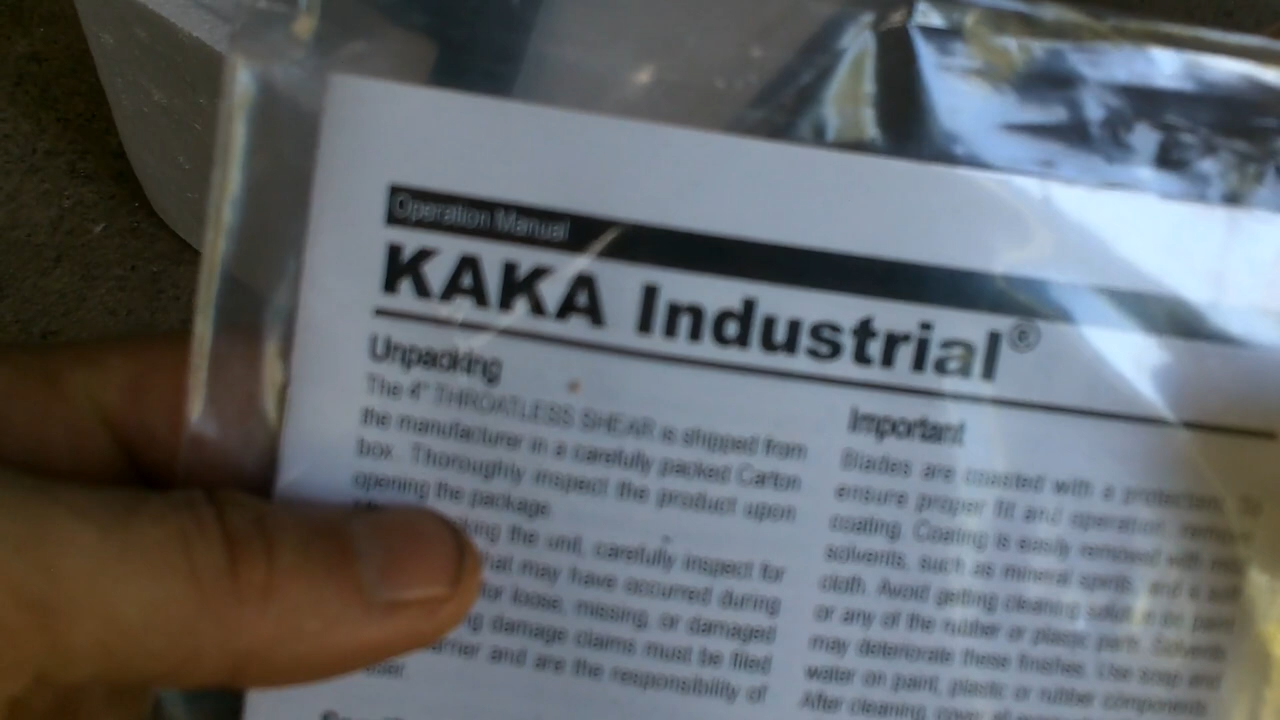 Operation Manual
KAKA Industrial®
Unpacking
The 4" THROATLESS SHEAR is shipped from
the manufacturer in a carefully packed Carton
box. Thoroughly inspect the product upon
opening the package
king the unit, carefully inspect for
that may have occurred during
for loose, missing, or damaged
damage claims must be filed
and are the responsibility of
Important
Blades are coasted with a
ensure proper fit and operation, remove
coating. Coating is easily removed with
solvents, such as mineral spirits, and a soft
cloth. Avoid getting cleaning solution on paint
or any of the rubber or plastic parts. Solvents
may deteriorate these finishes. Use soap and
water on paint, plastic or rubber components.
After cleaning, cover all